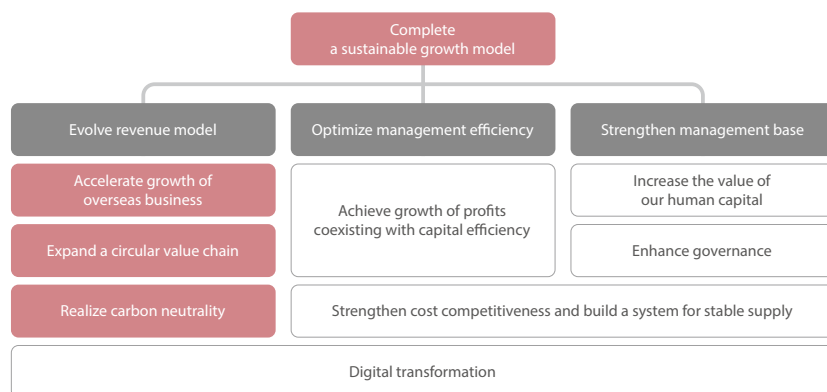 Complete
a sustainable growth model
Evolve revenue model
Optimize management efficiency
Strengthen management base
Accelerate growth of
overseas business
Achieve growth of profits
coexisting with capital efficiency
Increase the value of
our human capital
Expand a circular value chain
Enhance governance
Realize carbon neutrality
Strengthen cost competitiveness and build a system for stable supply
Digital transformation